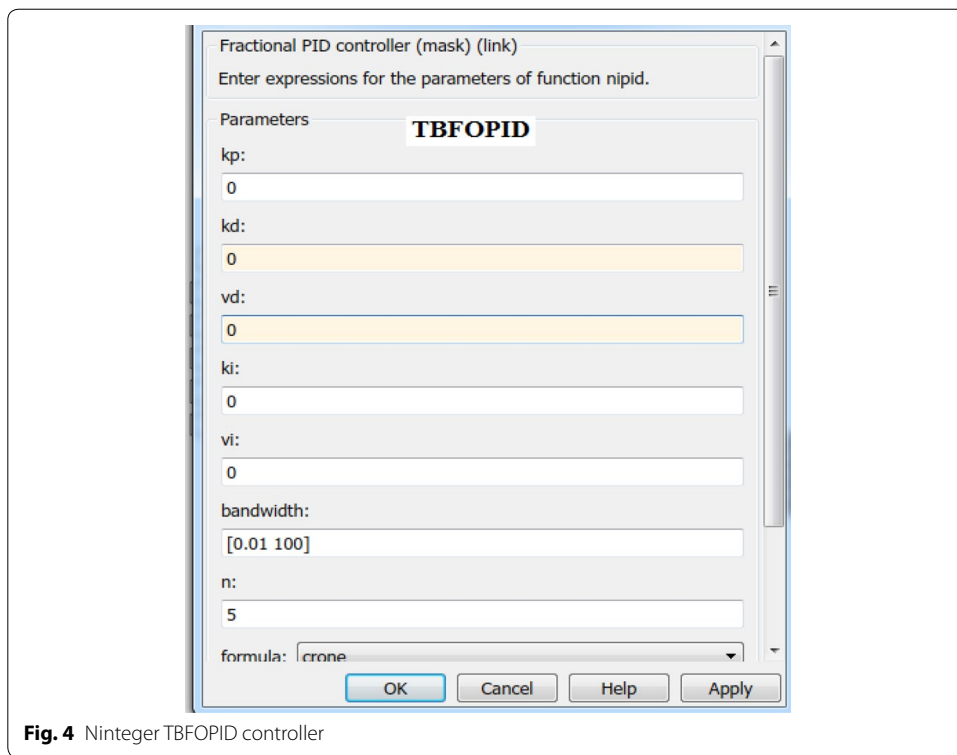 Fractional PID controller (mask) (link)
Enter expressions for the parameters of function nipid.
Parameters
TBFOPID
kp:
0
kd:
0
vd:
0
ki:
0
vi:
0
bandwidth:
[0.01 100]
n:
5
formula: crone
OK Cancel Help Apply
Fig. 4 Ninteger TBFOPID controller